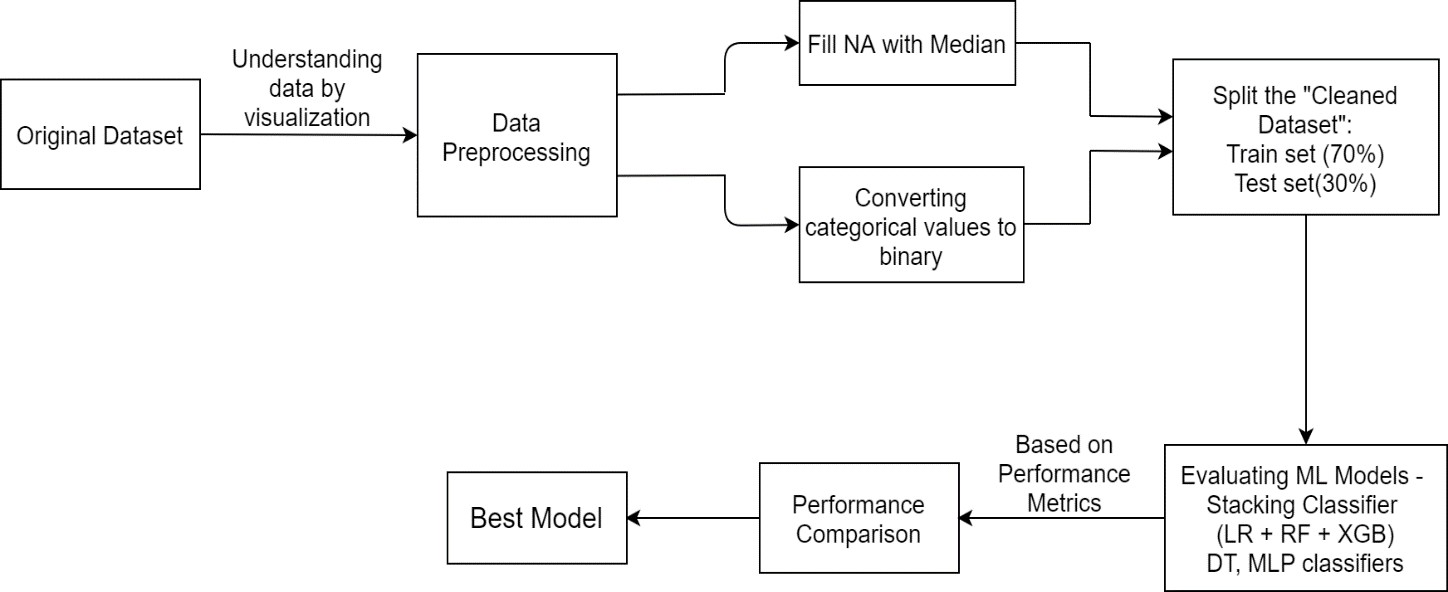 Original Dataset
Understanding
data by
visualization
Data
Preprocessing
Fill NA with Median
Converting
categorical values to
binary
Split the "Cleaned
Dataset":
Train set (70%)
Test set(30%)
Evaluating ML Models -
Stacking Classifier
(LR + RF + XGB)
DT, MLP classifiers
Based on
Performance
Metrics
Performance
Comparison
Best Model